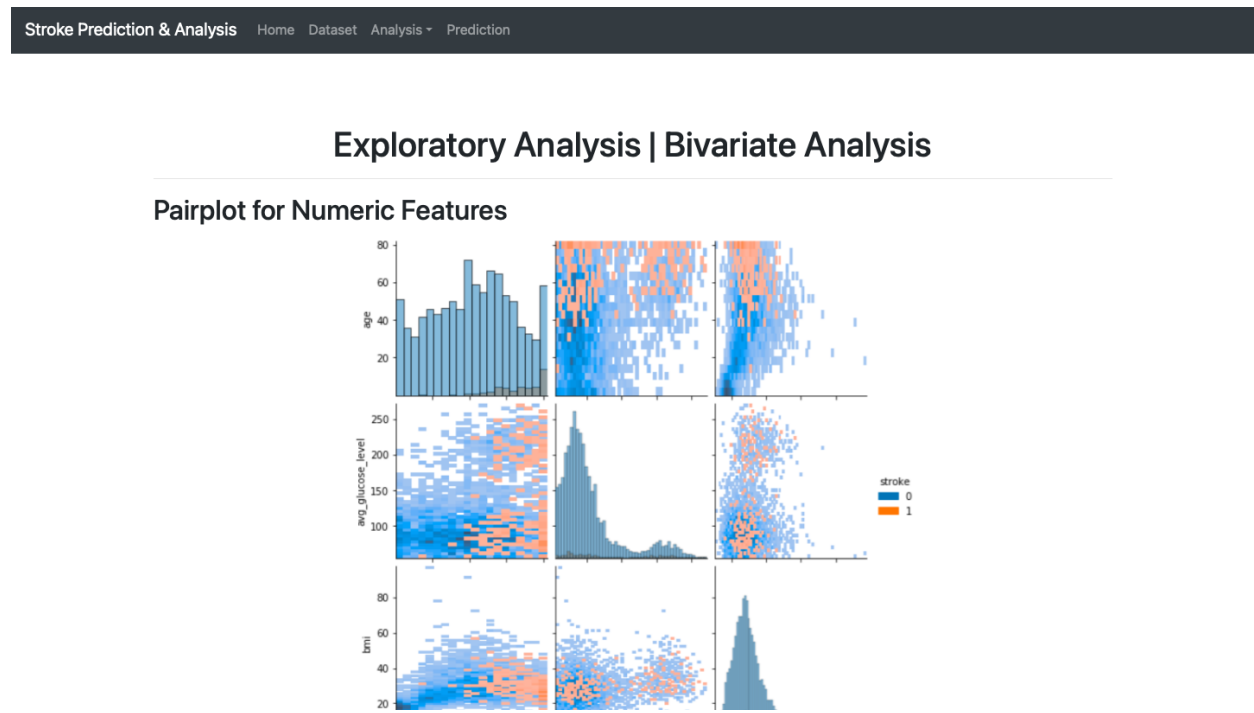 Stroke Prediction & Analysis Home Dataset Analysis Prediction
Exploratory Analysis | Bivariate Analysis
Pairplot for Numeric Features
80
60
40
20
age
250
200
150
100
avg_glucose_level
stroke
0
1
80
60
40
20
bmi